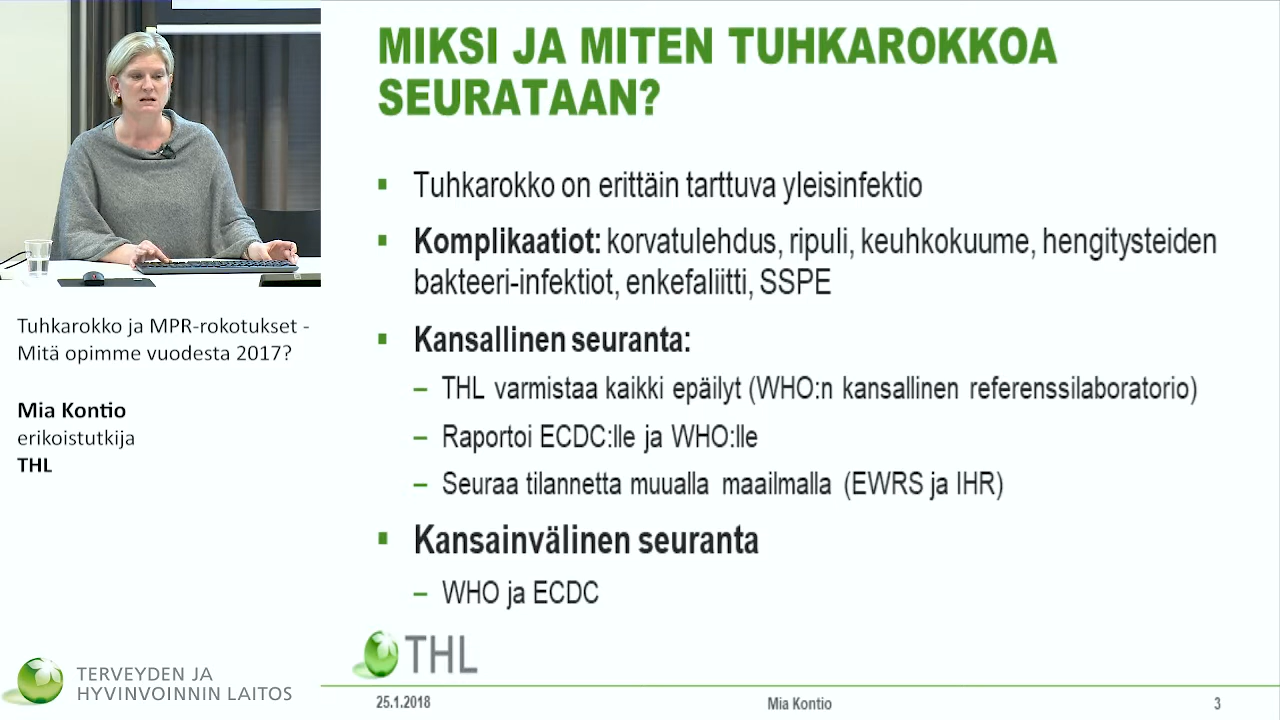 MIKSI JA MITEN TUHKAROKKOA
SEURATAAN?
▪ Tuhkarokko on erittäin tarttuva yleisinfektio
▪ Komplikaatiot: korvatulehdus, ripuli, keuhkokuume, hengitysteiden
bakteeri-infektiot, enkefaliitti, SSPE
▪ Kansallinen seuranta:
– THL varmistaa kaikki epäilyt (WHO:n kansallinen referenssilaboratorio)
– Raportoi ECDC:lle ja WHO:lle
– Seuraa tilannetta muualla maailmalla (EWRS ja IHR)
▪ Kansainvälinen seuranta
– WHO ja ECDC
THL
25.1.2018 Mia Kontio 3
Tuhkarokko ja MPR-rokotukset -
Mitä opimme vuodesta 2017?
Mia Kontio
erikoistutkija
THL
TERVEYDEN JA
HYVINVOINNIN LAITOS